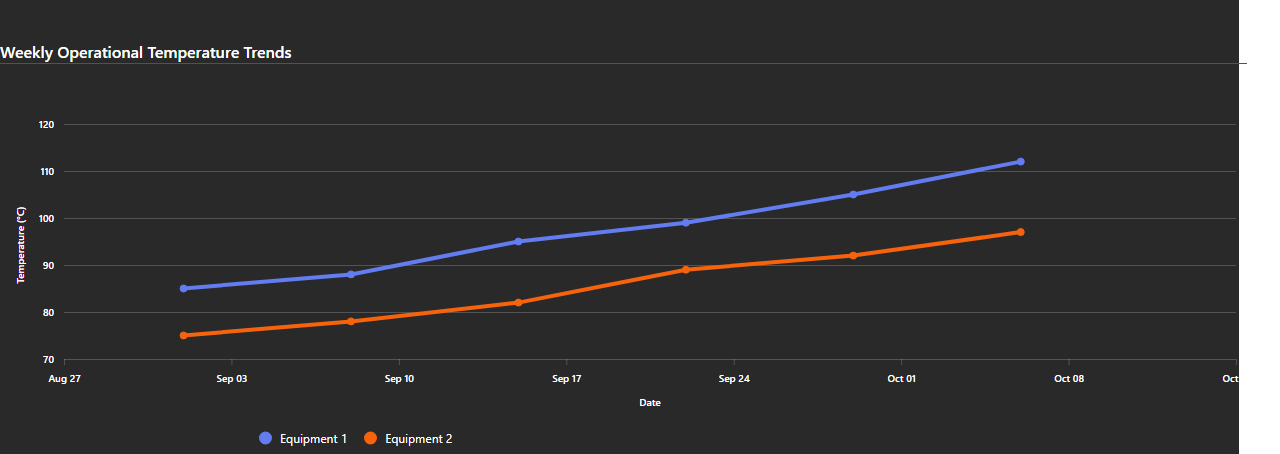 Weekly Operational Temperature Trends
120
110
100
90
80
70
Temperature (°C)
Aug 27 Sep 03 Sep 10 Sep 17 Sep 24 Oct 01 Oct 08 Oct
Date
Equipment 1 Equipment 2